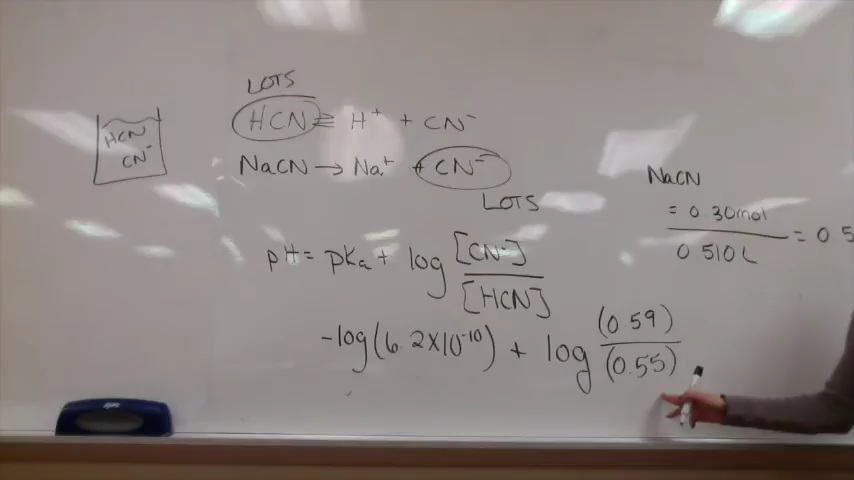 LOTS
HCN ⇌ H⁺ + CN⁻
HCN
CN⁻
NaCN → Na⁺ + CN⁻
LOTS
NaCN
= 0.30mol
0.510L
= 0.5
pH = pKa + log [CN⁻]
[HCN]
-log(6.2x10⁻¹⁰) + log (0.59)
(0.55)